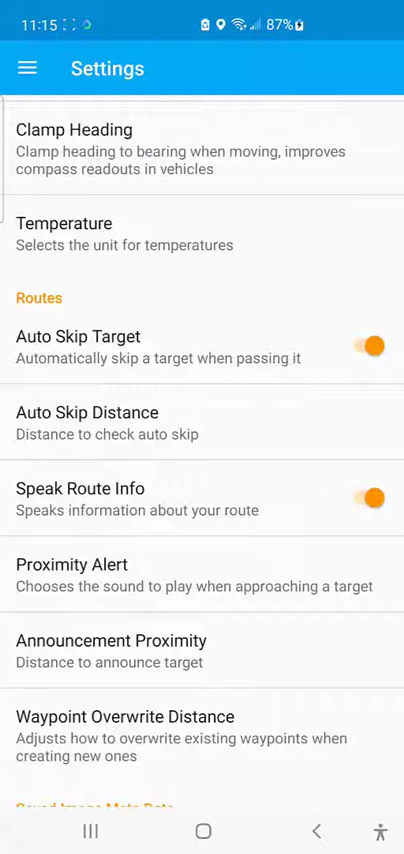 11:15
87%
Settings
Clamp Heading
Clamp heading to bearing when moving, improves
compass readouts in vehicles
Temperature
Selects the unit for temperatures
Routes
Auto Skip Target
Automatically skip a target when passing it
Auto Skip Distance
Distance to check auto skip
Speak Route Info
Speaks information about your route
Proximity Alert
Chooses the sound to play when approaching a target
Announcement Proximity
Distance to announce target
Waypoint Overwrite Distance
Adjusts how to overwrite existing waypoints when
creating new ones
Saved Image Meta Data